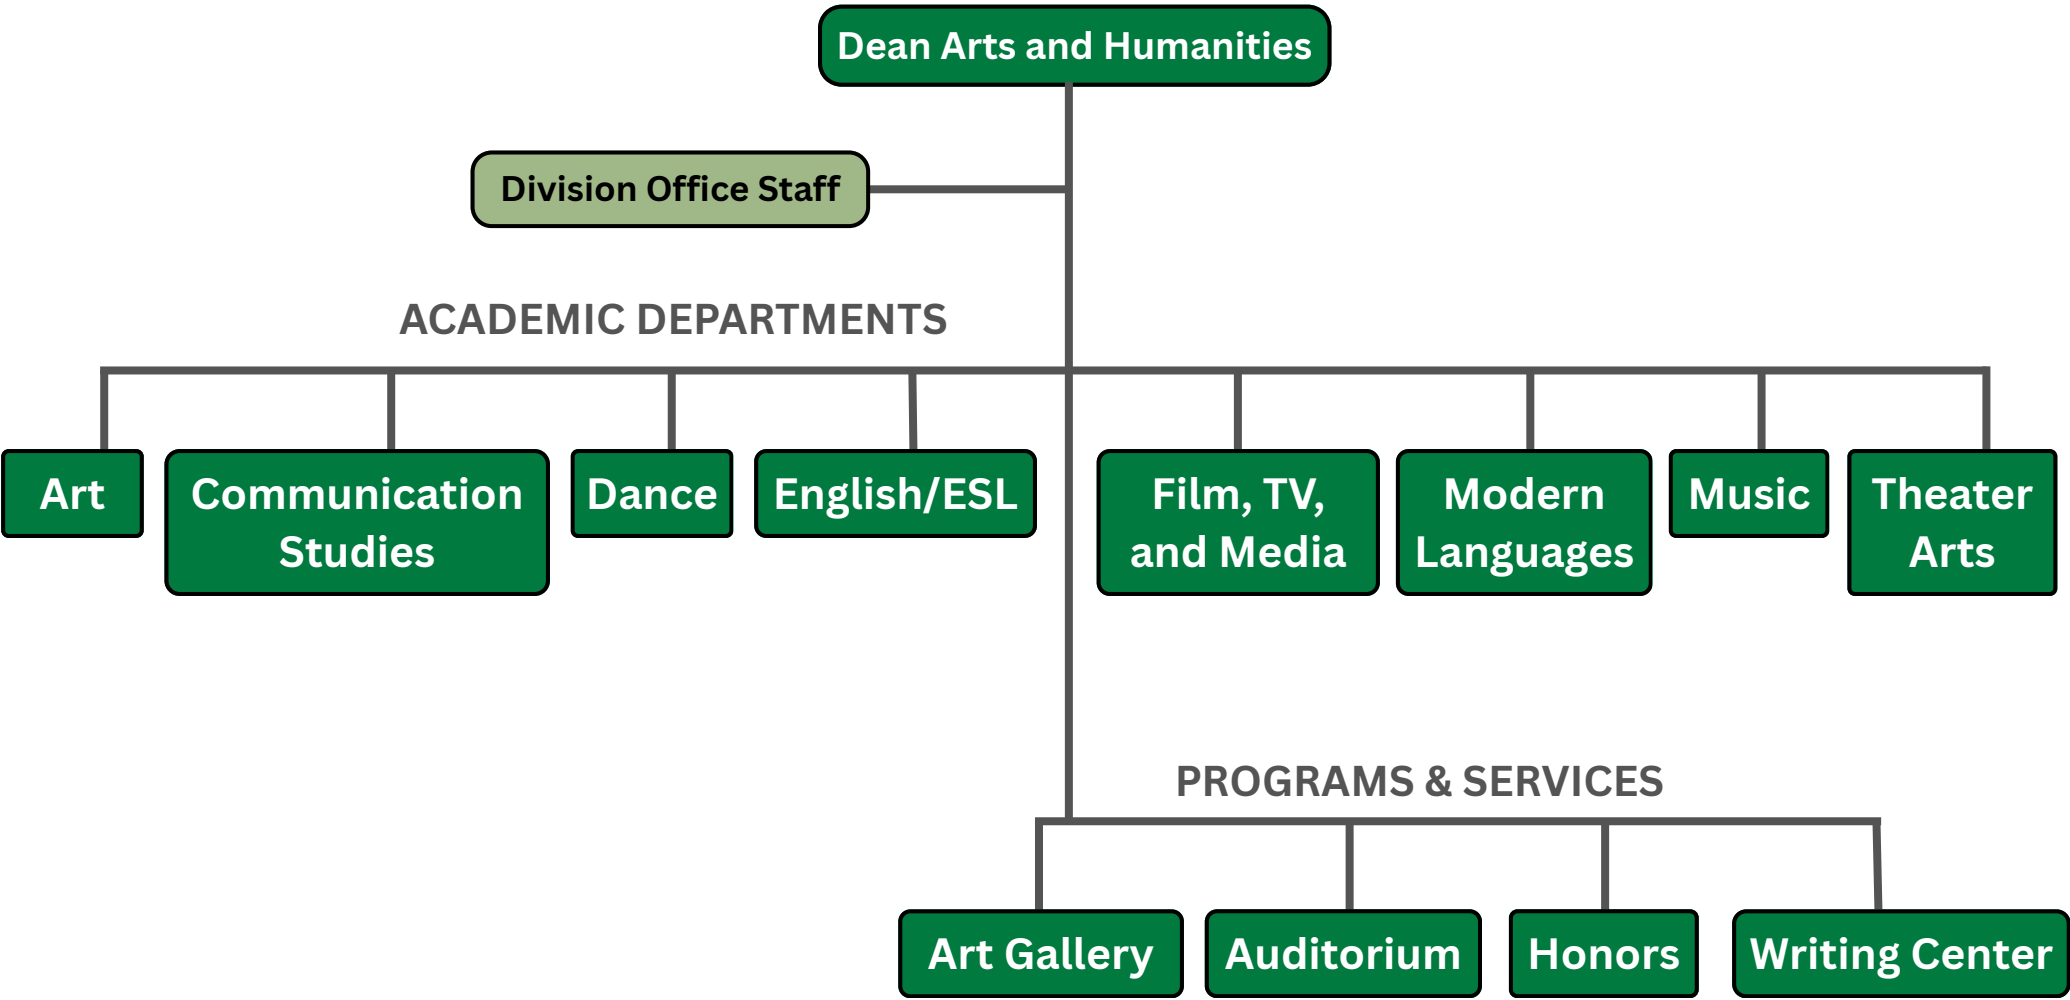 Dean Arts and Humanities
Division Office Staff
ACADEMIC DEPARTMENTS
Art
Communication
Studies
Dance
English/ESL
Film, TV,
and Media
Modern
Languages
Music
Theater
Arts
PROGRAMS & SERVICES
Art Gallery
Auditorium
Honors
Writing Center